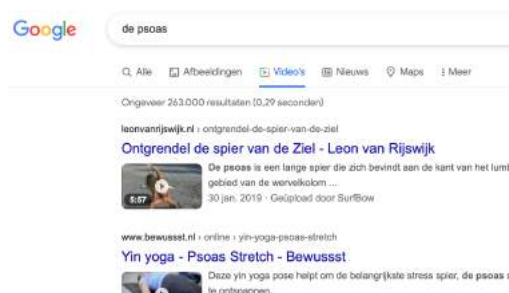 Google
de psoas
Alle Afbeeldingen Video's Nieuws Maps Meer
Ongeveer 263.000 resultaten (0,29 seconden)
leonvanrijswijk.nl › ontgrendel-de-spier-van-de-ziel
Ontgrendel de spier van de Ziel - Leon van Rijswijk
De psoas is een lange spier die zich bevindt aan de kant van het lumb
gebied van de wervelkolom ...
5:57
30 jan. 2019 · Geüpload door SurfBow
www.bewussst.nl › online › yin-yoga-psoas-stretch
Yin yoga - Psoas Stretch - Bewussst
Deze yin yoga pose helpt om de belangrijkste stress spier, de psoas s
te ontspannen.